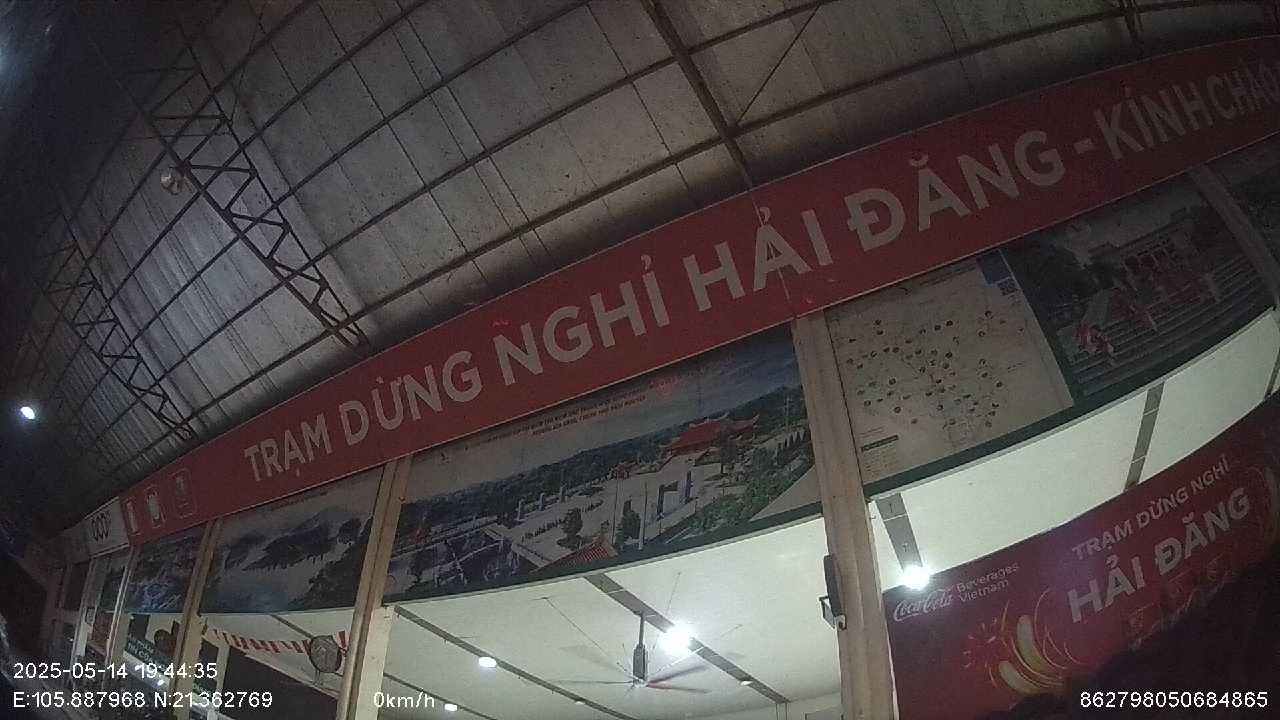 TRẠM DỪNG NGHỈ HẢI ĐĂNG - KÍNH CHÀO
TRẠM DỪNG NGHỈ
HẢI ĐĂNG
Coca-Cola Beverages
Vietnam
2025-05-14 19:44:35
E:105.887968 N:21.362769
0km/h
862798050684865